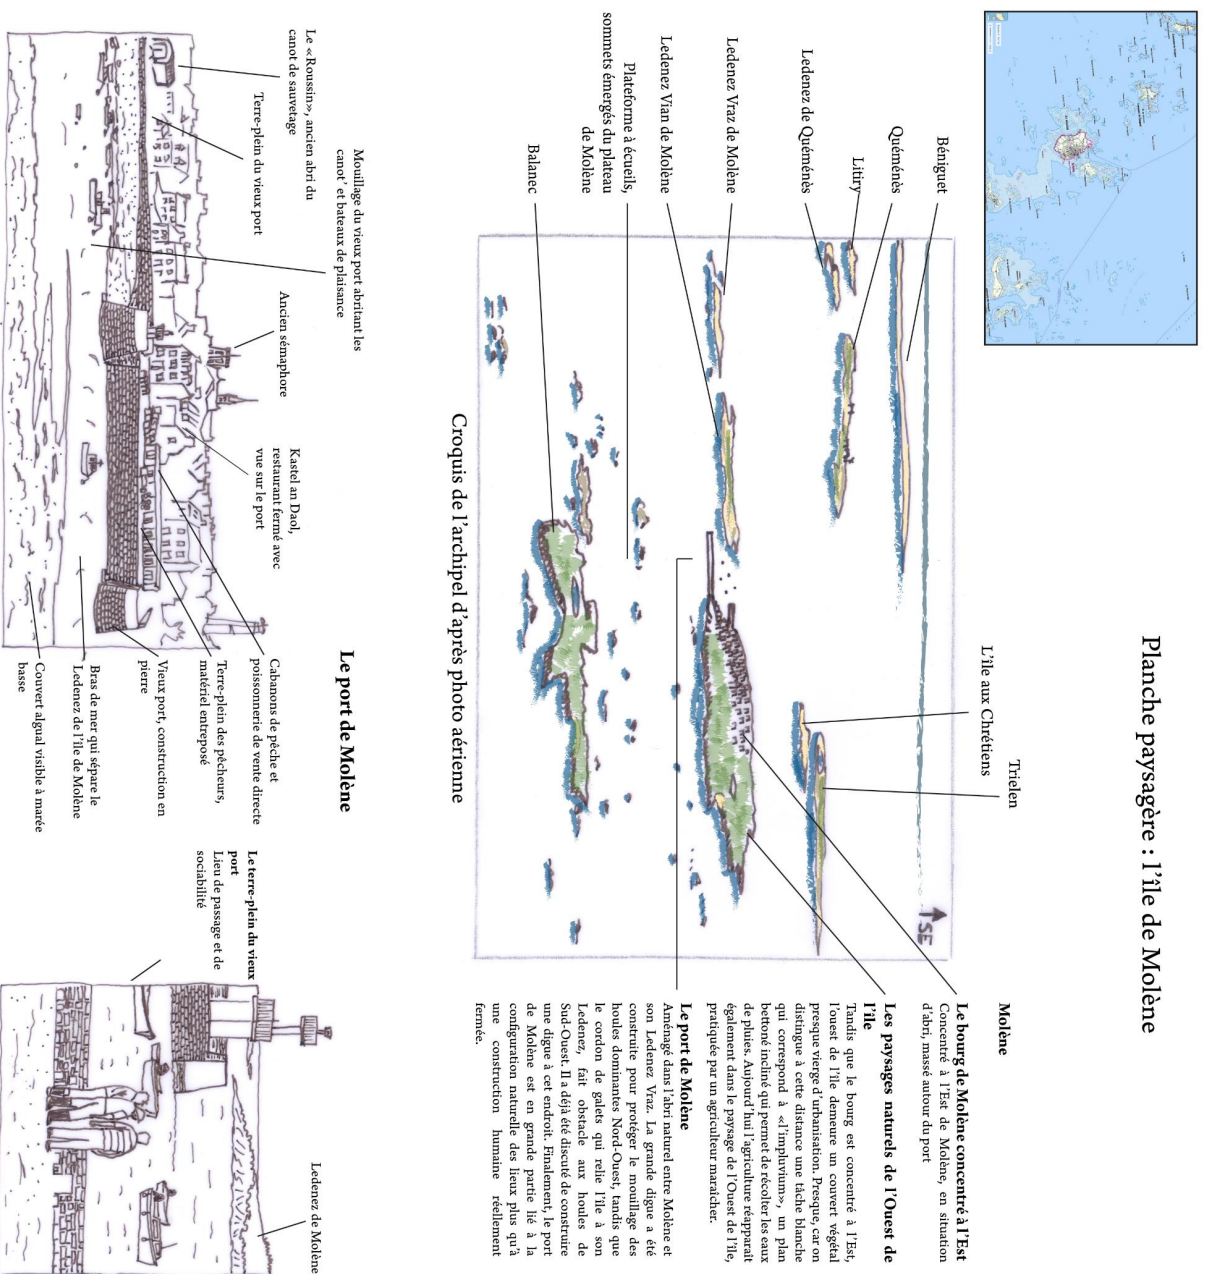 Planche paysagère : l'île de Molène
Béniguet
Quéménès
Litiry
Ledenez de Quéménès
Ledenez Vraz de Molène
Ledenez Vian de Molène
Plateforme à écueils,
sommets émergés du plateau
de Molène
Balanec
L'île aux Chrétiens
Trielen
SE
Croquis de l'archipel d'après photo aérienne
Molène
Le bourg de Molène concentré à l'Est
Concentré à l'Est de Molène, en situation
d'abri, massé autour du port
Les paysages naturels de l'Ouest de
l'île
Tandis que le bourg est concentré à l'Est,
l'ouest de l'île demeure un couvert végétal
presque vierge d'urbanisation. Presque, car on
distingue à cette distance une tâche blanche
qui correspond à «l'impluvium», un plan
bettoné incliné qui permet de récolter les eaux
de pluies. Aujourd'hui l'agriculture réapparaît
également dans le paysage de l'Ouest de l'île,
pratiquée par un agriculteur maraîcher.
Le port de Molène
Aménagé dans l'abri naturel entre Molène et
son Ledenez Vraz. La grande digue a été
construite pour protéger le mouillage des
houles dominantes Nord-Ouest, tandis que
le cordon de galets qui relie l'île à son
Ledenez, fait obstacle aux houles de
Sud-Ouest. Il a déjà été discuté de construire
une digue à cet endroit. Finalement, le port
de Molène est en grande partie lié à la
configuration naturelle des lieux plus qu'à
une construction humaine réellement
fermée.
Le port de Molène
Le «Roussin», ancien abri du
canot de sauvetage
Terre-plein du vieux port
Mouillage du vieux port abritant les
canot' et bateaux de plaisance
Ancien sémaphore
Kastel an Daol,
restaurant fermé avec
vue sur le port
Cabanons de pêche et
poissonnerie de vente directe
Terre-plein des pêcheurs,
matériel entreposé
Vieux port, construction en
pierre
Bras de mer qui sépare le
Ledenez de l'île de Molène
Couvert algual visible à marée
basse
Le terre-plein du vieux
port
Lieu de passage et de
sociabilité
Ledenez de Molène